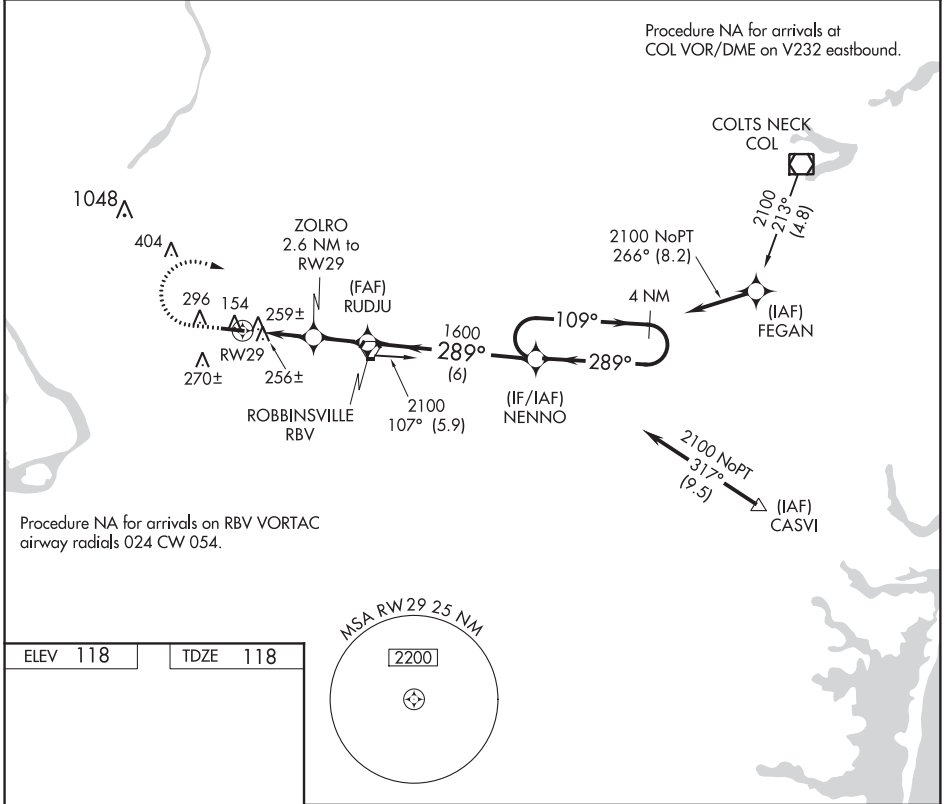 Procedure NA for arrivals at
COL VOR/DME on V232 eastbound.
COLTS NECK
COL
2100
213°
(4.8)
1048
404
ZOLRO
2.6 NM to
RW29
2100 NoPT
266° (8.2)
(FAF)
RUDJU
4 NM
(IAF)
FEGAN
296
154
259±
109°
1600
289°
(6)
289°
RW29
270±
256±
2100
107° (5.9)
ROBBINSVILLE
RBV
(IF/IAF)
NENNO
2100 NoPT
317°
(9.5)
(IAF)
CASVI
Procedure NA for arrivals on RBV VORTAC
airway radials 024 CW 054.
MSA RW29 25 NM
2200
ELEV 118
TDZE 118